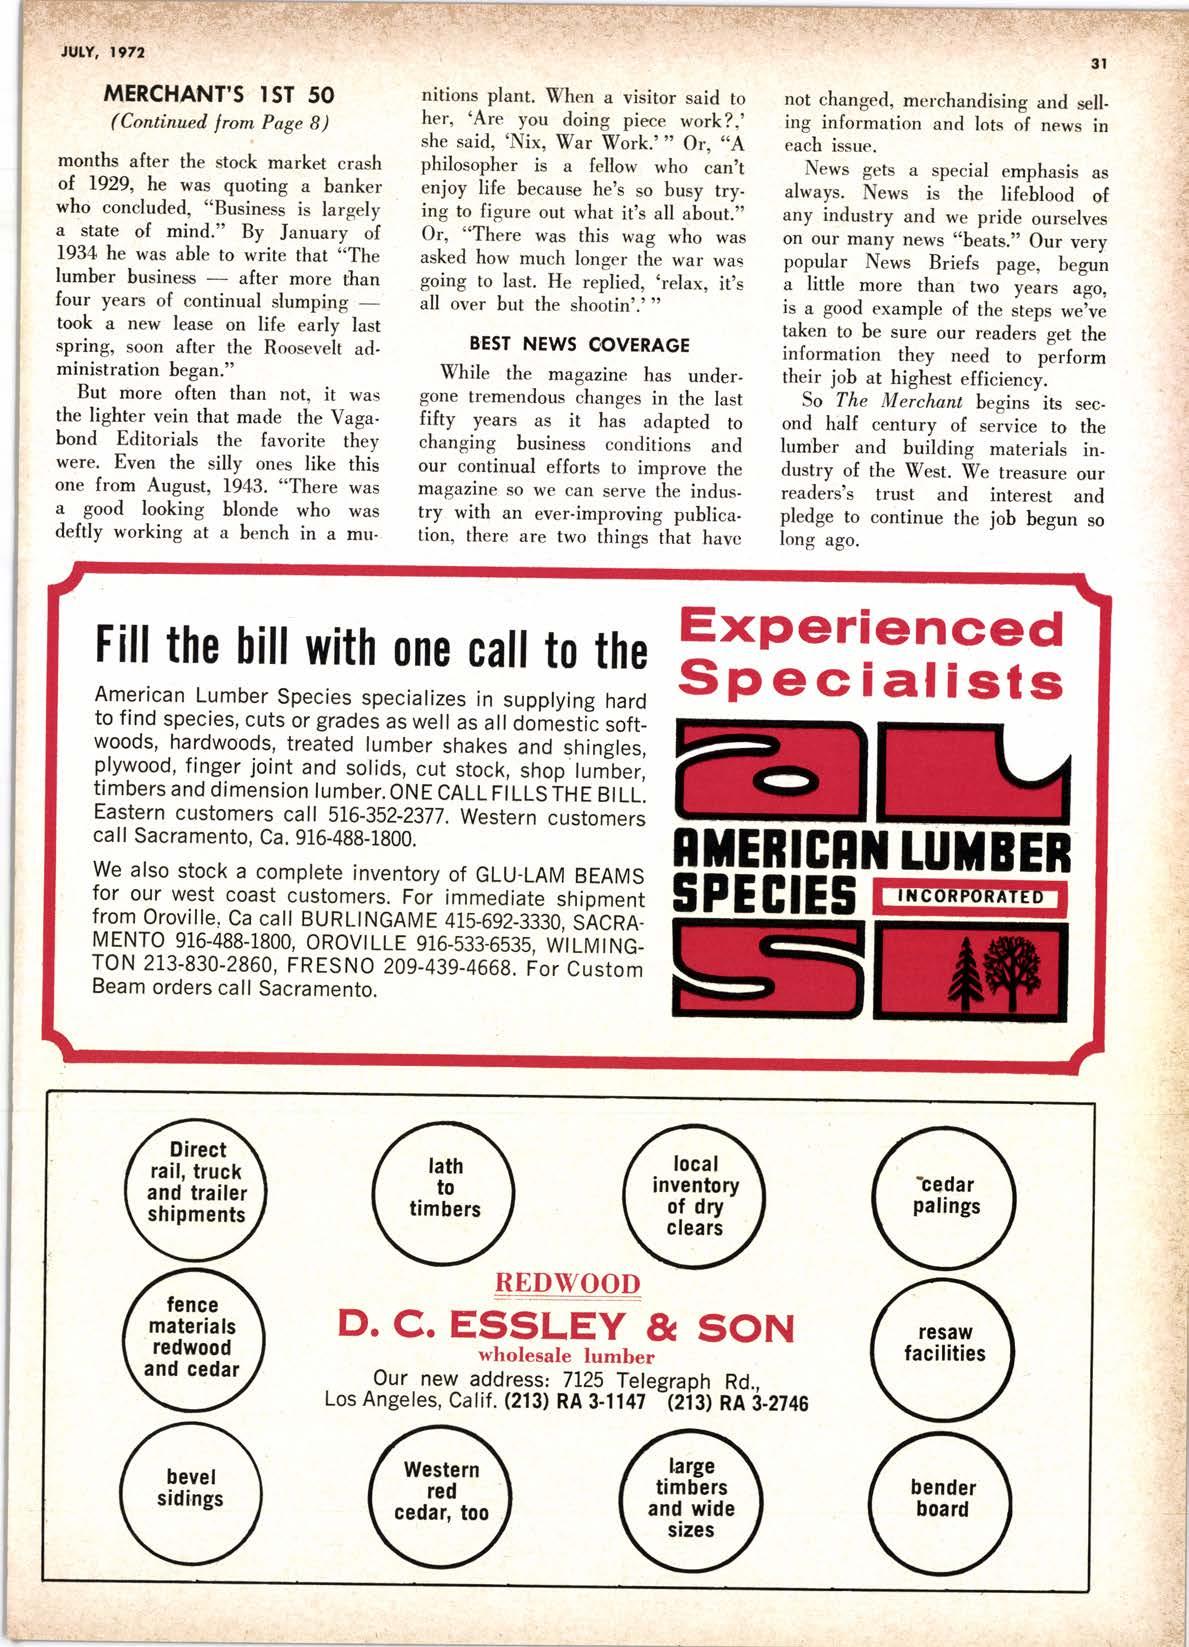 JULY, 1972
31
MERCHANT'S 1ST 50
(Continued from Page 8)
months after the stock market crash
of 1929, he was quoting a banker
who concluded, “Business is largely
a state of mind.” By January of
1934 he was able to write that “The
lumber business — after more than
four years of continual slumping —
took a new lease on life early last
spring, soon after the Roosevelt ad-
ministration began.”
But more often than not, it was
the lighter vein that made the Vaga-
bond Editorials the favorite they
were. Even the silly ones like this
one from August, 1943. “There was
a good looking blonde who was
deftly working at a bench in a mu-
nitions plant. When a visitor said to
her, ‘Are you doing piece work?,’
she said, ‘Nix, War Work.’ ” Or, “A
philosopher is a fellow who can't
enjoy life because he's so busy try-
ing to figure out what it's all about.”
Or, “There was this wag who was
asked how much longer the war was
going to last. He replied, ‘relax, it's
all over but the shootin'.’ ”
BEST NEWS COVERAGE
While the magazine has under-
gone tremendous changes in the last
fifty years as it has adapted to
changing business conditions and
our continual efforts to improve the
magazine so we can serve the indus-
try with an ever-improving publica-
tion, there are two things that have
not changed, merchandising and sell-
ing information and lots of news in
each issue.
News gets a special emphasis as
always. News is the lifeblood of
any industry and we pride ourselves
on our many news “beats.” Our very
popular News Briefs page, begun
a little more than two years ago,
is a good example of the steps we've
taken to be sure our readers get the
information they need to perform
their job at highest efficiency.
So The Merchant begins its sec-
ond half century of service to the
lumber and building materials in-
dustry of the West. We treasure our
readers's trust and interest and
pledge to continue the job begun so
long ago.
Fill the bill with one call to the
Experienced
Specialists
American Lumber Species specializes in supplying hard
to find species, cuts or grades as well as all domestic soft-
woods, hardwoods, treated lumber shakes and shingles,
plywood, finger joint and solids, cut stock, shop lumber,
timbers and dimension lumber. ONE CALL FILLS THE BILL.
Eastern customers call 516-352-2377. Western customers
call Sacramento, Ca. 916-488-1800.
We also stock a complete inventory of GLU-LAM BEAMS
for our west coast customers. For immediate shipment
from Oroville, Ca call BURLINGAME 415-692-3330, SACRA-
MENTO 916-488-1800, OROVILLE 916-533-6535, WILMING-
TON 213-830-2860, FRESNO 209-439-4668. For Custom
Beam orders call Sacramento.
al
AMERICAN LUMBER
SPECIES INCORPORATED
s
Direct
rail, truck
and trailer
shipments
lath
to
timbers
local
inventory
of dry
clears
cedar
palings
fence
materials
redwood
and cedar
REDWOOD
D. C. ESSLEY & SON
wholesale lumber
Our new address: 7125 Telegraph Rd.,
Los Angeles, Calif. (213) RA 3-1147 (213) RA 3-2746
resaw
facilities
bevel
sidings
Western
red
cedar, too
large
timbers
and wide
sizes
bender
board